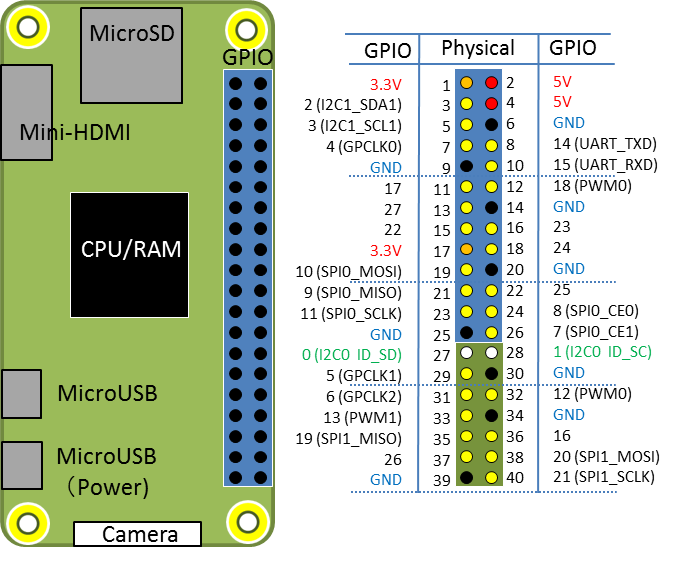 MicroSD
GPIO
Mini-HDMI
CPU/RAM
MicroUSB
MicroUSB
（Power)
Camera
GPIO Physical GPIO
3.3V 1 2 5V
2 (I2C1_SDA1) 3 4 5V
3 (I2C1_SCL1) 5 6 GND
4 (GPCLK0) 7 8 14 (UART_TXD)
GND 9 10 15 (UART_RXD)
17 11 12 18 (PWM0)
27 13 14 GND
22 15 16 23
3.3V 17 18 24
10 (SPI0_MOSI) 19 20 GND
9 (SPI0_MISO) 21 22 25
11 (SPI0_SCLK) 23 24 8 (SPI0_CE0)
GND 25 26 7 (SPI0_CE1)
0 (I2C0 ID_SD) 27 28 1 (I2C0 ID_SC)
5 (GPCLK1) 29 30 GND
6 (GPCLK2) 31 32 12 (PWM0)
13 (PWM1) 33 34 GND
19 (SPI1_MISO) 35 36 16
26 37 38 20 (SPI1_MOSI)
GND 39 40 21 (SPI1_SCLK)